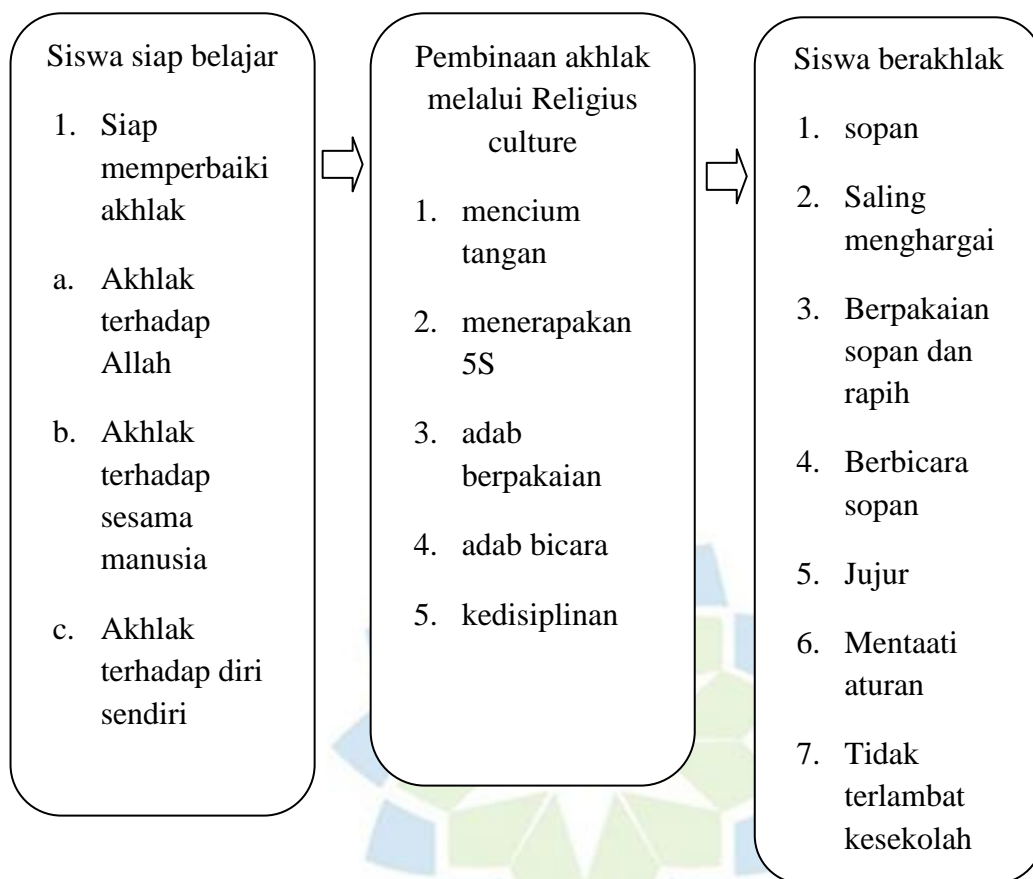 Siswa siap belajar
1. Siap
memperbaiki
akhlak
a. Akhlak
terhadap
Allah
b. Akhlak
terhadap
sesama
manusia
c. Akhlak
terhadap diri
sendiri
Pembinaan akhlak
melalui Religius
culture
1. mencium
tangan
2. menerapakan
5S
3. adab
berpakaian
4. adab bicara
5. kedisiplinan
Siswa berakhlak
1. sopan
2. Saling
menghargai
3. Berpakaian
sopan dan
rapih
4. Berbicara
sopan
5. Jujur
6. Mentaati
aturan
7. Tidak
terlambat
kesekolah